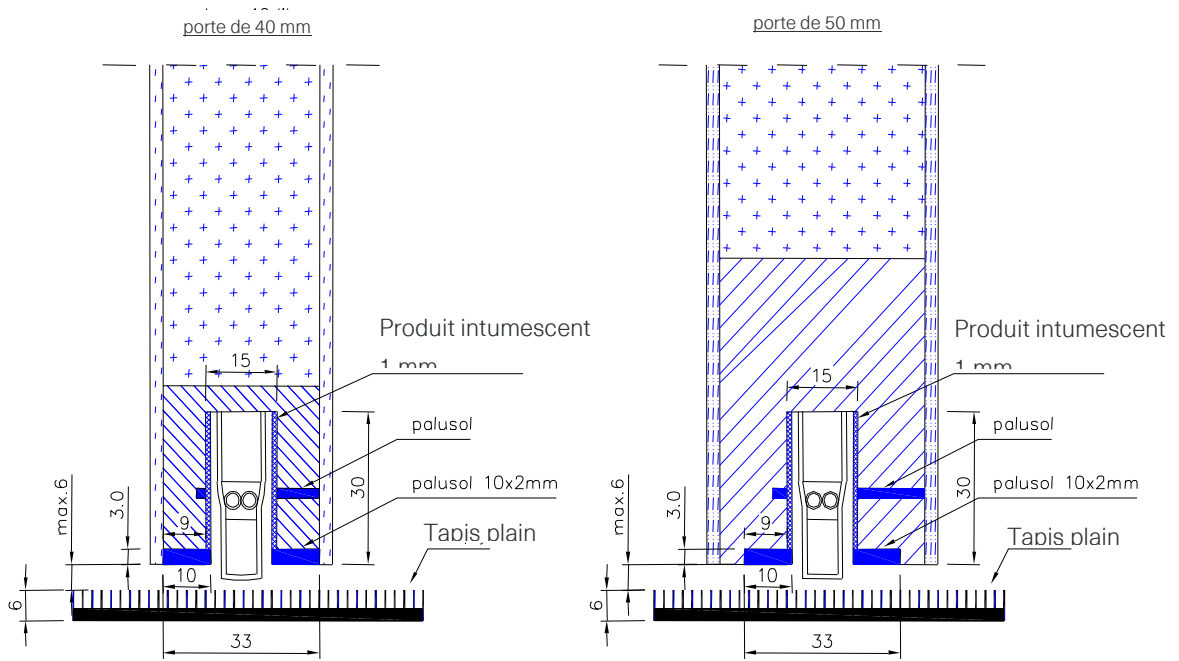 porte de 40 mm
porte de 50 mm
Produit intumescent
1 mm
15
palusol
30
palusol 10x2mm
max.6
3.0
9
Tapis plain
10
6
33
Produit intumescent
1 mm
15
palusol
30
palusol 10x2mm
max.6
3.0
9
Tapis plain
10
6
33